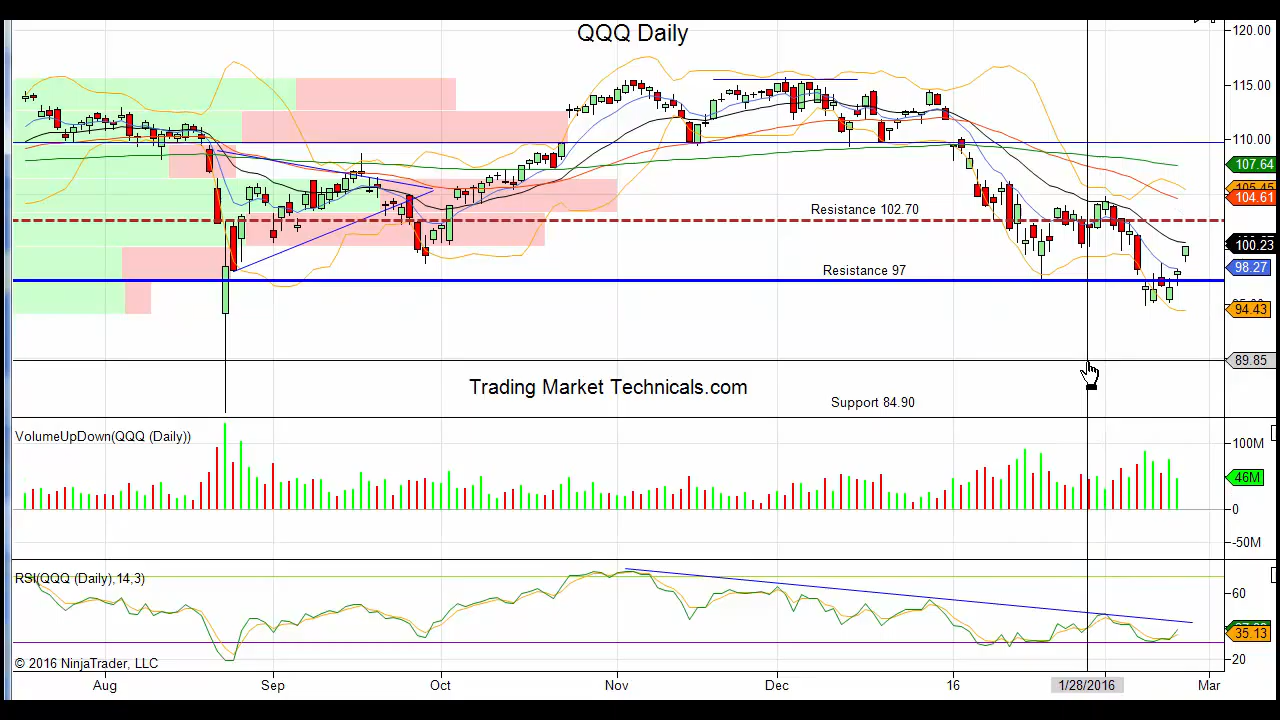 QQQ Daily
120.00
115.00
110.00
107.64
104.61
Resistance 102.70
100.23
98.27
Resistance 97
94.43
89.85
Trading Market Technicals.com
Support 84.90
VolumeUpDown(QQQ (Daily))
100M
46M
0
-50M
RSI(QQQ (Daily),14,3)
60
35.13
20
© 2016 NinjaTrader, LLC
Aug Sep Oct Nov Dec 16 1/28/2016 Mar